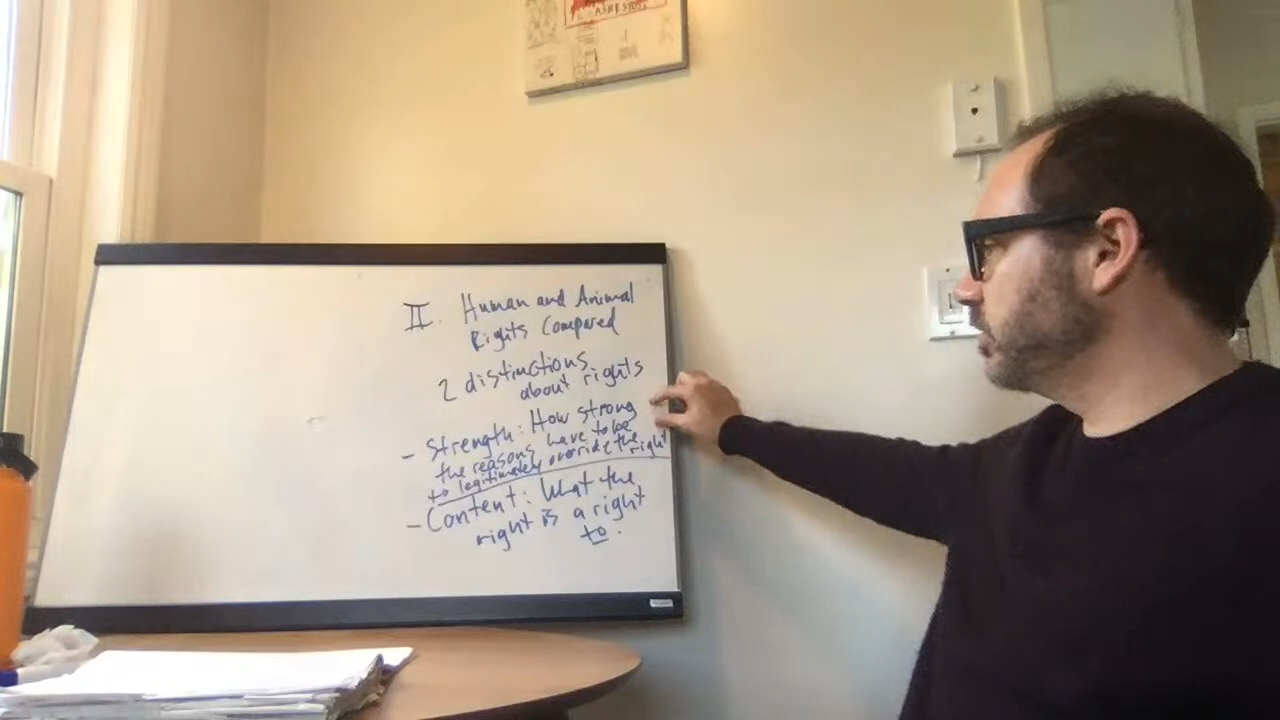 ASBESTOS
II. Human and Animal
Rights Compared
2 distinctions
about rights
- Strength: How strong
the reasons have to be
to legitimately override the right
- Content: What the
right is a right
to.